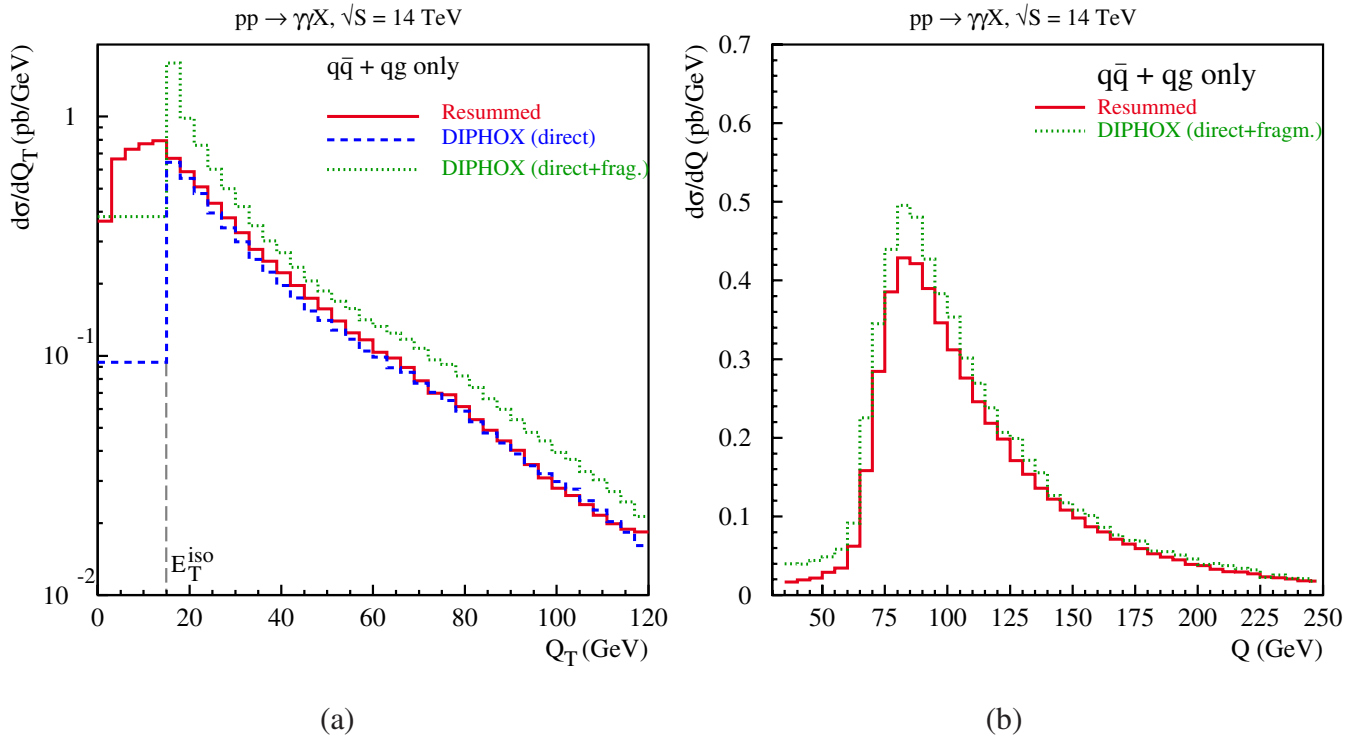 pp → γγX, √S = 14 TeV
dσ/dQ_T (pb/GeV)
qq̄ + qg only
Resummed
DIPHOX (direct)
DIPHOX (direct+frag.)
1
10⁻¹
10⁻²
E_T^iso
0 20 40 60 80 100 120
Q_T (GeV)
(a)
pp → γγX, √S = 14 TeV
dσ/dQ (pb/GeV)
qq̄ + qg only
Resummed
DIPHOX (direct+fragm.)
0.7
0.6
0.5
0.4
0.3
0.2
0.1
0
50 75 100 125 150 175 200 225 250
Q (GeV)
(b)